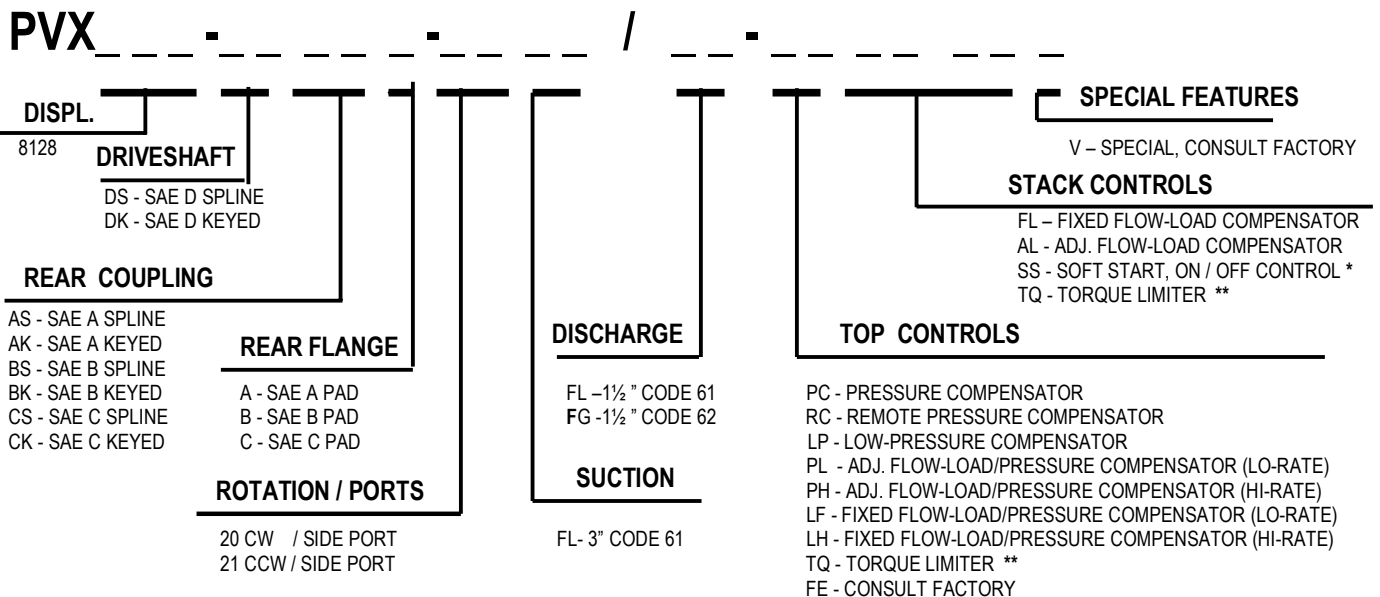 PVX_ _ _ _ - _ _ _ _ _ - _ _ _ _ / _ _ - _ _ _ _ _ _ _
DISPL.
8128
DRIVESHAFT
DS - SAE D SPLINE
DK - SAE D KEYED
REAR COUPLING
AS - SAE A SPLINE
AK - SAE A KEYED
BS - SAE B SPLINE
BK - SAE B KEYED
CS - SAE C SPLINE
CK - SAE C KEYED
REAR FLANGE
A - SAE A PAD
B - SAE B PAD
C - SAE C PAD
ROTATION / PORTS
20 CW / SIDE PORT
21 CCW / SIDE PORT
DISCHARGE
FL –1½ ” CODE 61
FG -1½ ” CODE 62
SUCTION
FL- 3” CODE 61
SPECIAL FEATURES
V – SPECIAL, CONSULT FACTORY
STACK CONTROLS
FL – FIXED FLOW-LOAD COMPENSATOR
AL - ADJ. FLOW-LOAD COMPENSATOR
SS - SOFT START, ON / OFF CONTROL *
TQ - TORQUE LIMITER **
TOP CONTROLS
PC - PRESSURE COMPENSATOR
RC - REMOTE PRESSURE COMPENSATOR
LP - LOW-PRESSURE COMPENSATOR
PL - ADJ. FLOW-LOAD/PRESSURE COMPENSATOR (LO-RATE)
PH - ADJ. FLOW-LOAD/PRESSURE COMPENSATOR (HI-RATE)
LF - FIXED FLOW-LOAD/PRESSURE COMPENSATOR (LO-RATE)
LH - FIXED FLOW-LOAD/PRESSURE COMPENSATOR (HI-RATE)
TQ - TORQUE LIMITER **
FE - CONSULT FACTORY